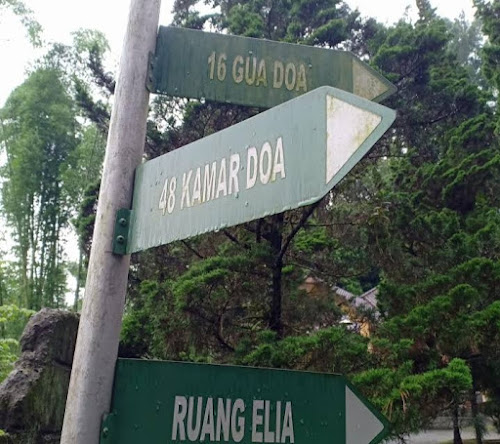 16 GUA DOA
48 KAMAR DOA
RUANG ELIA